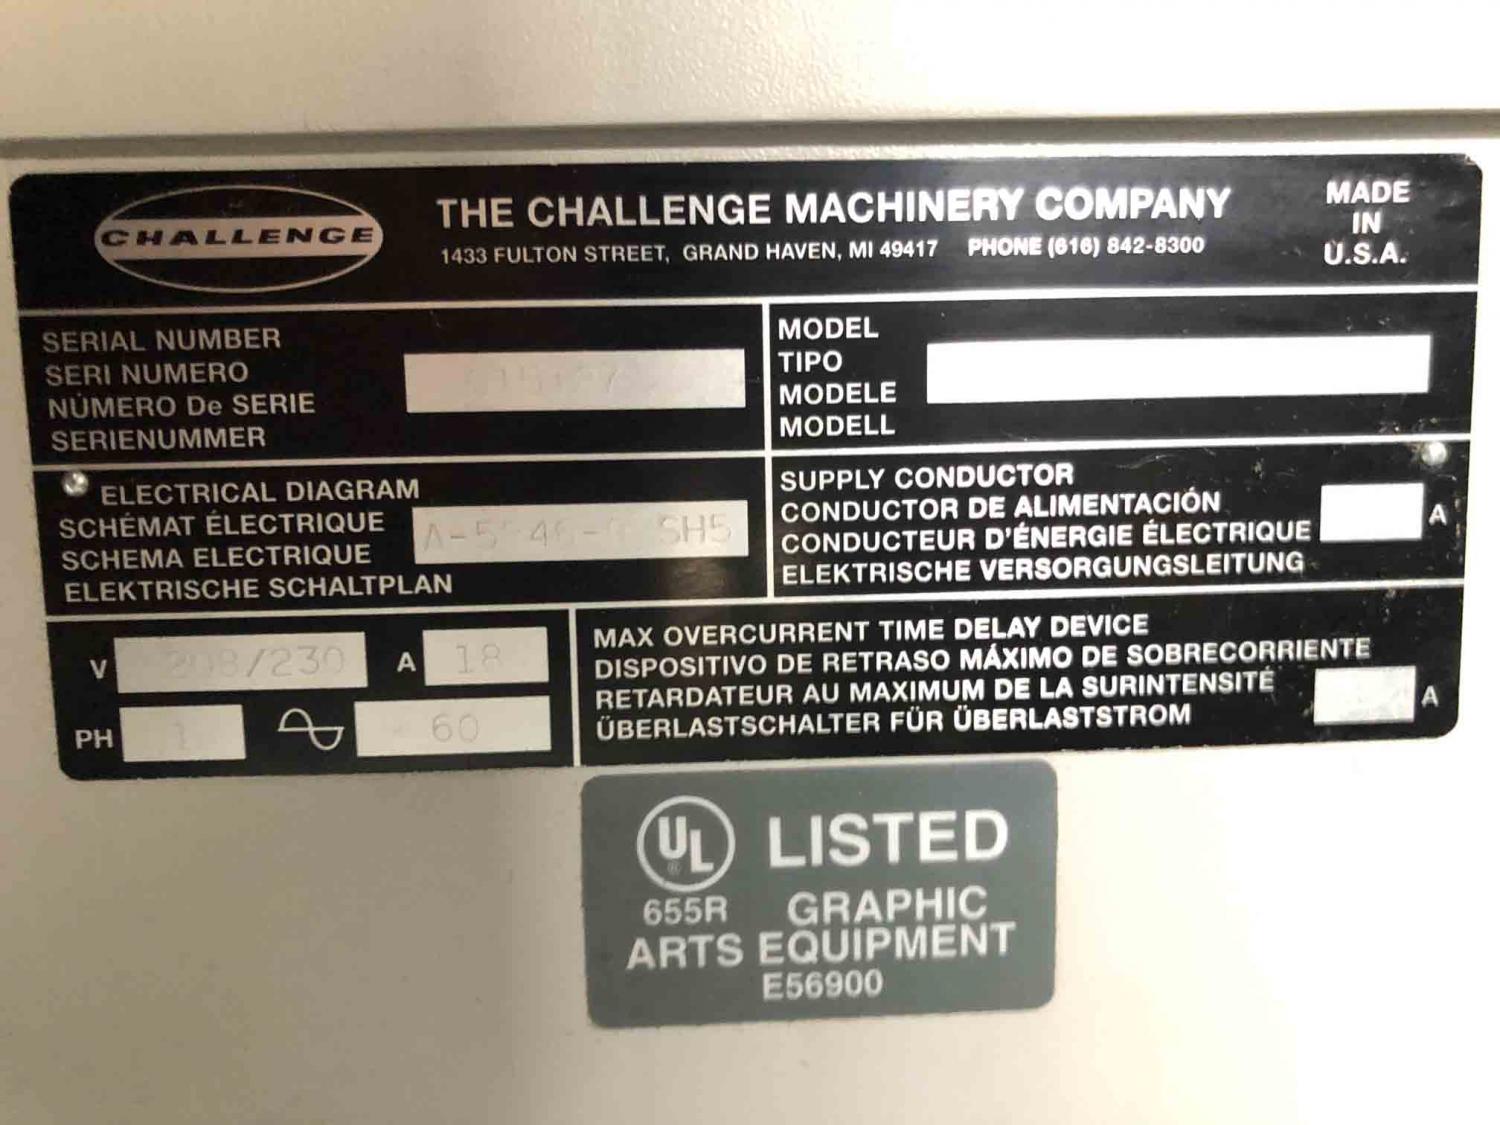 CHALLENGE
THE CHALLENGE MACHINERY COMPANY
1433 FULTON STREET, GRAND HAVEN, MI 49417 PHONE (616) 842-8300
MADE
IN
U.S.A.
SERIAL NUMBER
SERI NUMERO
NÚMERO De SERIE
SERIENUMMER
MODEL
TIPO
MODELE
MODELL
ELECTRICAL DIAGRAM
SCHÉMAT ÉLECTRIQUE
SCHEMA ELECTRIQUE
ELEKTRISCHE SCHALTPLAN
SH5
SUPPLY CONDUCTOR
CONDUCTOR DE ALIMENTACIÓN
CONDUCTEUR D'ÉNERGIE ÉLECTRIQUE
ELEKTRISCHE VERSORGUNGSLEITUNG
A
V 208/230 A 18
PH 1 60
MAX OVERCURRENT TIME DELAY DEVICE
DISPOSITIVO DE RETRASO MÁXIMO DE SOBRECORRIENTE
RETARDATEUR AU MAXIMUM DE LA SURINTENSITÉ
ÜBERLASTSCHALTER FÜR ÜBERLASTSTROM
A
UL ® LISTED
655R GRAPHIC
ARTS EQUIPMENT
E56900